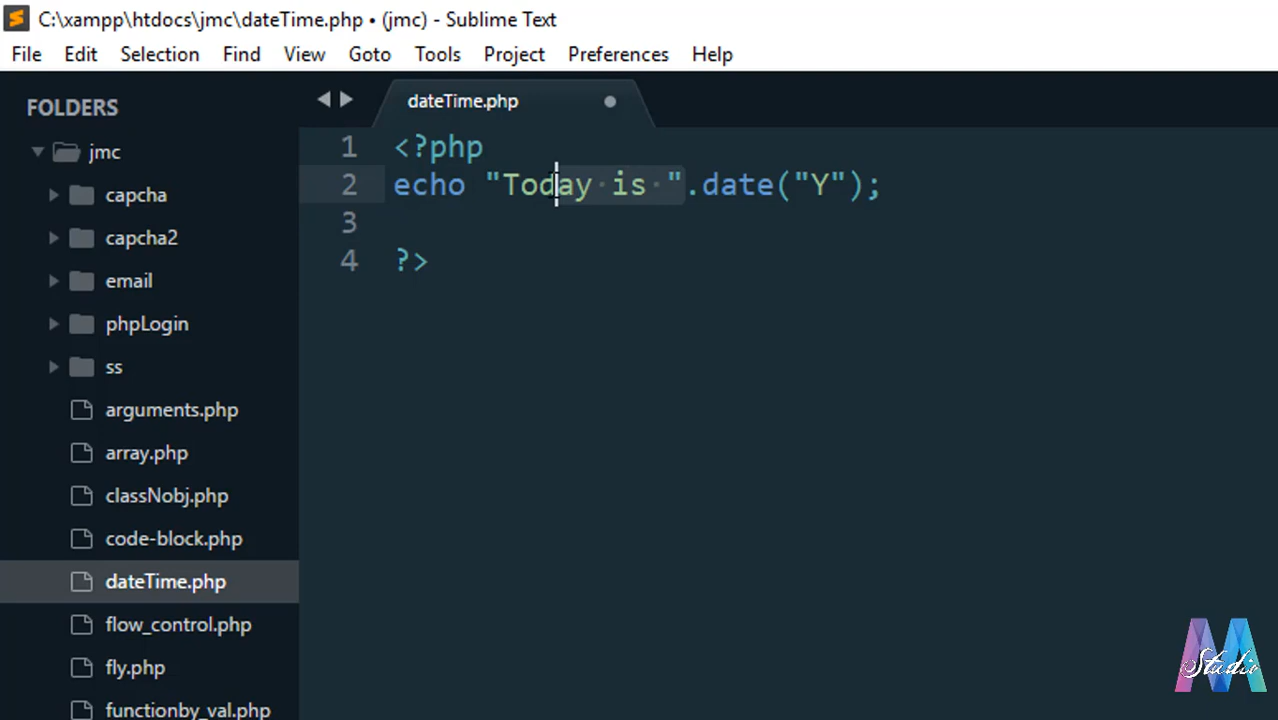 C:\xampp\htdocs\jmc\dateTime.php • (jmc) - Sublime Text
File Edit Selection Find View Goto Tools Project Preferences Help
FOLDERS
jmc
capcha
capcha2
email
phpLogin
ss
arguments.php
array.php
classNobj.php
code-block.php
dateTime.php
flow_control.php
fly.php
functionby_val.php
dateTime.php
1 <?php
2 echo "Today is ".date("Y");
3
4 ?>
M
Studio